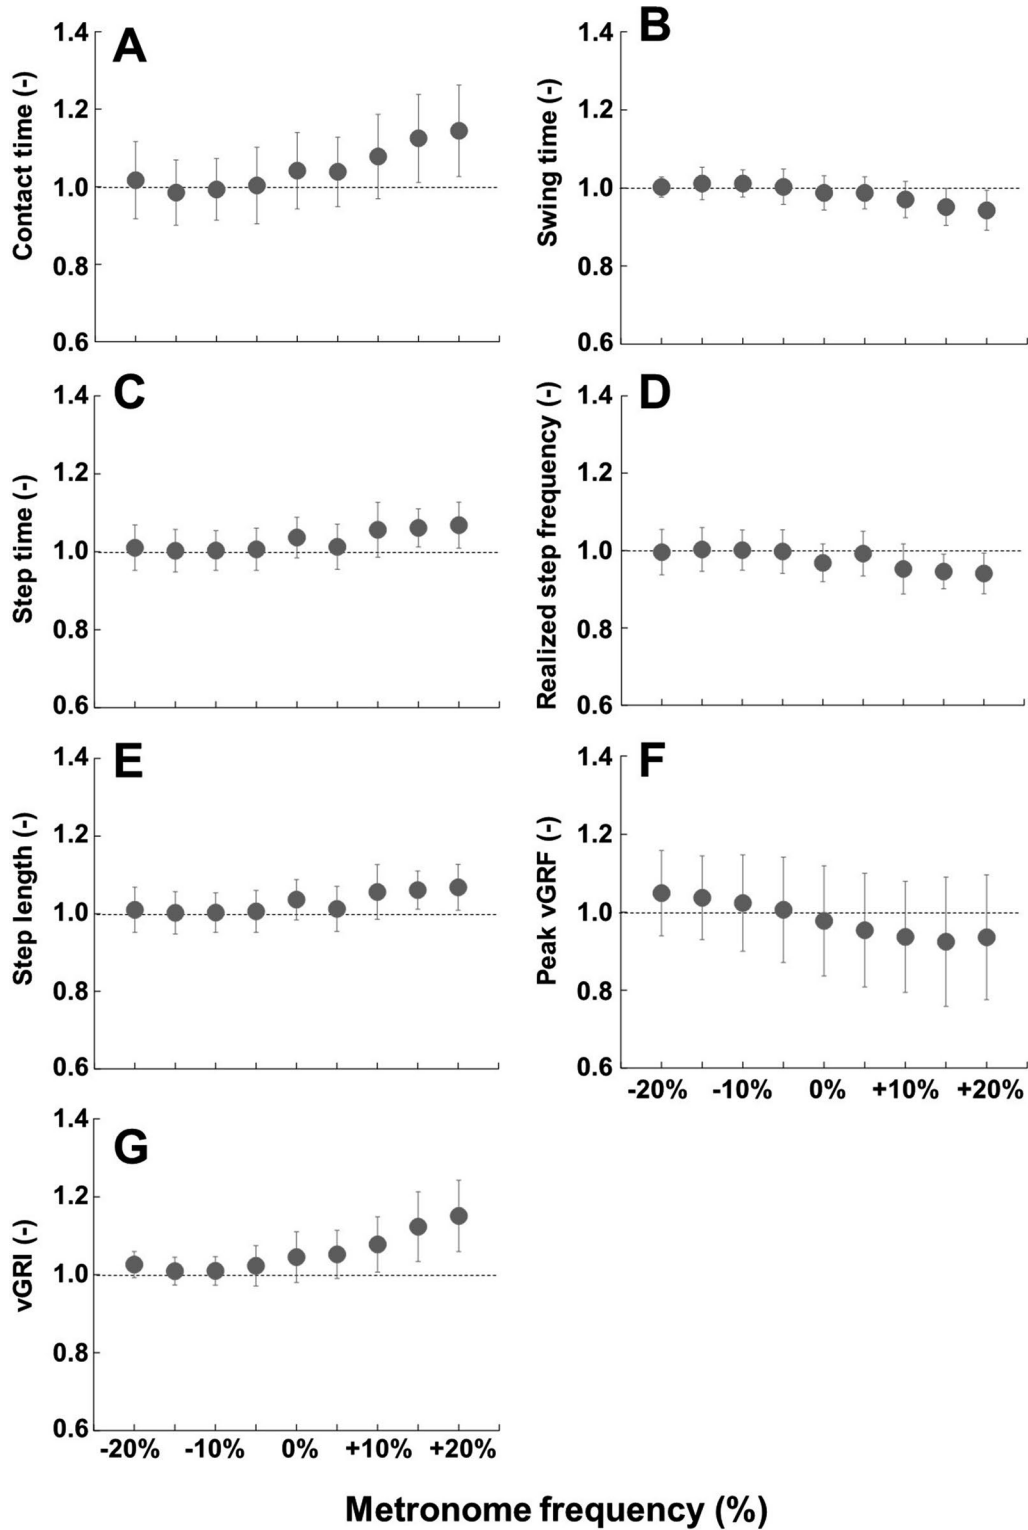 A
Contact time (-)
1.4
1.2
1.0
0.8
0.6
B
Swing time (-)
1.4
1.2
1.0
0.8
0.6
C
Step time (-)
1.4
1.2
1.0
0.8
0.6
D
Realized step frequency (-)
1.4
1.2
1.0
0.8
0.6
E
Step length (-)
1.4
1.2
1.0
0.8
0.6
F
Peak vGRF (-)
1.4
1.2
1.0
0.8
0.6
-20% -10% 0% +10% +20%
G
vGRI (-)
1.4
1.2
1.0
0.8
0.6
-20% -10% 0% +10% +20%
Metronome frequency (%)